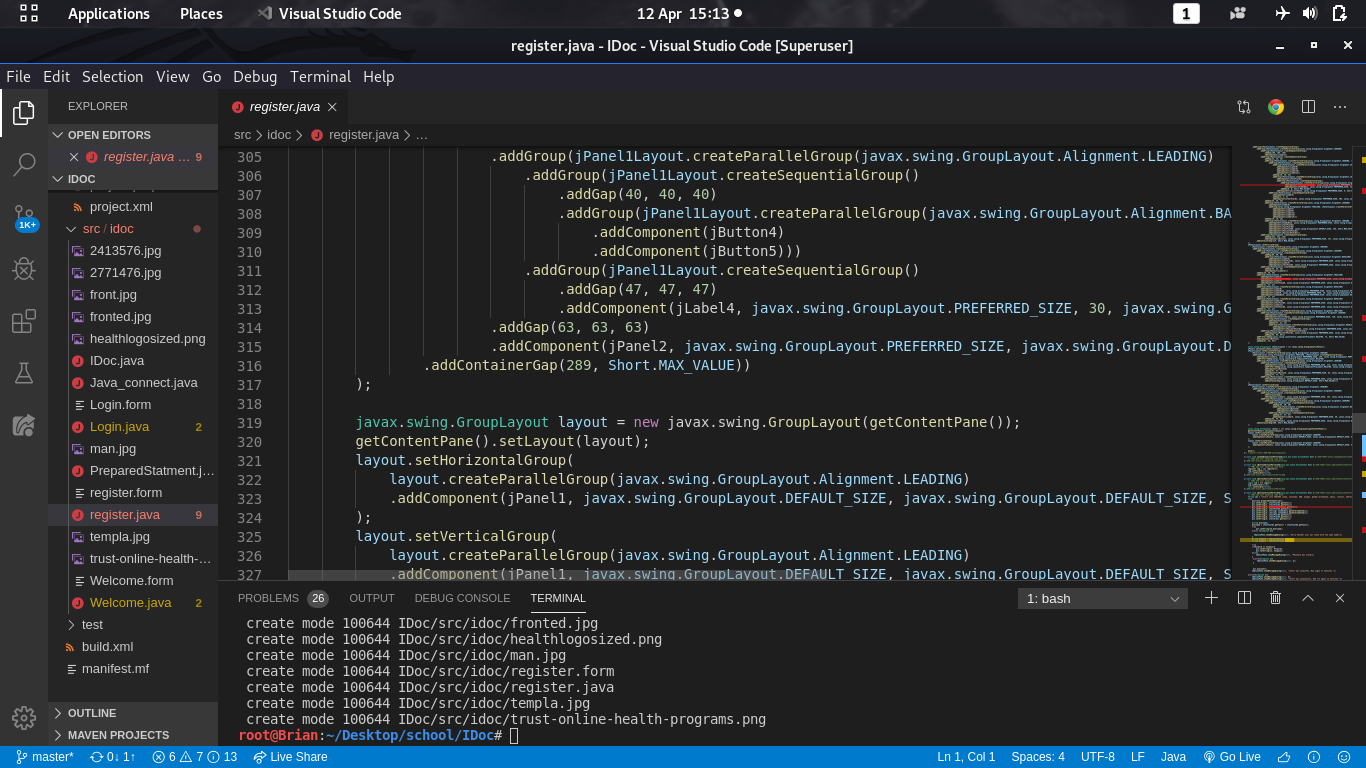 Applications Places Visual Studio Code 12 Apr 15:13 1
register.java - IDoc - Visual Studio Code [Superuser]
File Edit Selection View Go Debug Terminal Help
EXPLORER
OPEN EDITORS
register.java ... 9
IDOC
project.xml
src / idoc
2413576.jpg
2771476.jpg
front.jpg
fronted.jpg
healthlogosized.png
IDoc.java
Java_connect.java
Login.form
Login.java 2
man.jpg
PreparedStatment.j...
register.form
register.java 9
templa.jpg
trust-online-health-...
Welcome.form
Welcome.java 2
test
build.xml
manifest.mf
OUTLINE
MAVEN PROJECTS
1K+
register.java
src > idoc > register.java > ...
305 .addGroup(jPanel1Layout.createParallelGroup(javax.swing.GroupLayout.Alignment.LEADING)
306 .addGroup(jPanel1Layout.createSequentialGroup()
307 .addGap(40, 40, 40)
308 .addGroup(jPanel1Layout.createParallelGroup(javax.swing.GroupLayout.Alignment.BA
309 .addComponent(jButton4)
310 .addComponent(jButton5)))
311 .addGroup(jPanel1Layout.createSequentialGroup()
312 .addGap(47, 47, 47)
313 .addComponent(jLabel4, javax.swing.GroupLayout.PREFERRED_SIZE, 30, javax.swing.G
314 .addGap(63, 63, 63)
315 .addComponent(jPanel2, javax.swing.GroupLayout.PREFERRED_SIZE, javax.swing.GroupLayout.D
316 .addContainerGap(289, Short.MAX_VALUE))
317 );
318
319 javax.swing.GroupLayout layout = new javax.swing.GroupLayout(getContentPane());
320 getContentPane().setLayout(layout);
321 layout.setHorizontalGroup(
322 layout.createParallelGroup(javax.swing.GroupLayout.Alignment.LEADING)
323 .addComponent(jPanel1, javax.swing.GroupLayout.DEFAULT_SIZE, javax.swing.GroupLayout.DEFAULT_SIZE, S
324 );
325 layout.setVerticalGroup(
326 layout.createParallelGroup(javax.swing.GroupLayout.Alignment.LEADING)
327 .addComponent(jPanel1, javax.swing.GroupLayout.DEFAULT_SIZE, javax.swing.GroupLayout.DEFAULT_SIZE, S
PROBLEMS 26 OUTPUT DEBUG CONSOLE TERMINAL 1: bash
create mode 100644 IDoc/src/idoc/fronted.jpg
create mode 100644 IDoc/src/idoc/healthlogosized.png
create mode 100644 IDoc/src/idoc/man.jpg
create mode 100644 IDoc/src/idoc/register.form
create mode 100644 IDoc/src/idoc/register.java
create mode 100644 IDoc/src/idoc/templa.jpg
create mode 100644 IDoc/src/idoc/trust-online-health-programs.png
root@Brian:~/Desktop/school/IDoc#
master* 0↓ 1↑ 6 7 13 Live Share Ln 1, Col 1 Spaces: 4 UTF-8 LF Java Go Live